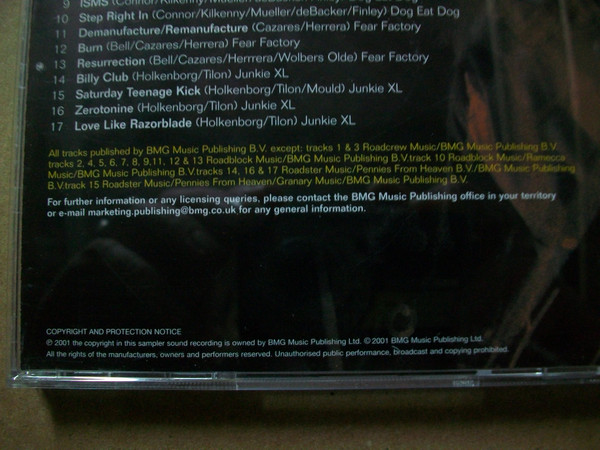 9 ISMS (Connor/Kilkenny/Mueller/deBacker/Finley) Dog Eat Dog
10 Step Right In (Connor/Kilkenny/Mueller/deBacker/Finley) Dog Eat Dog
11 Demanufacture/Remanufacture (Cazares/Herrera) Fear Factory
12 Burn (Bell/Cazares/Herrera) Fear Factory
13 Resurrection (Bell/Cazares/Herrrera/Wolbers Olde) Fear Factory
14 Billy Club (Holkenborg/Tilon) Junkie XL
15 Saturday Teenage Kick (Holkenborg/Tilon/Mould) Junkie XL
16 Zerotonine (Holkenborg/Tilon) Junkie XL
17 Love Like Razorblade (Holkenborg/Tilon) Junkie XL
All tracks published by BMG Music Publishing B.V. except: tracks 1 & 3 Roadcrew Music/BMG Music Publishing B.V.
tracks 2, 4, 5, 6, 7, 8, 9,11, 12 & 13 Roadblock Music/BMG Music Publishing B.V.track 10 Roadblock Music/Ramecca
Music/BMG Music Publishing B.V.tracks 14, 16 & 17 Roadster Music/Pennies From Heaven B.V./BMG Music Publishing
B.V.track 15 Roadster Music/Pennies From Heaven/Granary Music/BMG Music Publishing B.V.
For further information or any licensing queries, please contact the BMG Music Publishing office in your territory
or e-mail marketing.publishing@bmg.co.uk for any general information.
COPYRIGHT AND PROTECTION NOTICE
℗ 2001 the copyright in this sampler sound recording is owned by BMG Music Publishing Ltd. © 2001 BMG Music Publishing Ltd.
All the rights of the manufacturers, owners and performers reserved. Unauthorised public performance, broadcast and copying prohibited.